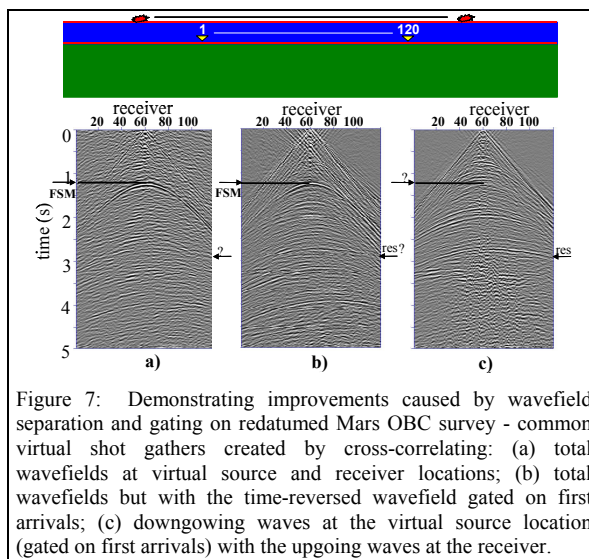 1 120
receiver receiver receiver
20 40 60 80 100 20 40 60 80 100 20 40 60 80 100
0
1
FSM FSM ?
2
time (s)
? res? res
3
4
5
a) b) c)
Figure 7: Demonstrating improvements caused by wavefield
separation and gating on redatumed Mars OBC survey - common
virtual shot gathers created by cross-correlating: (a) total
wavefields at virtual source and receiver locations; (b) total
wavefields but with the time-reversed wavefield gated on first
arrivals; (c) downgowing waves at the virtual source location
(gated on first arrivals) with the upgoing waves at the receiver.